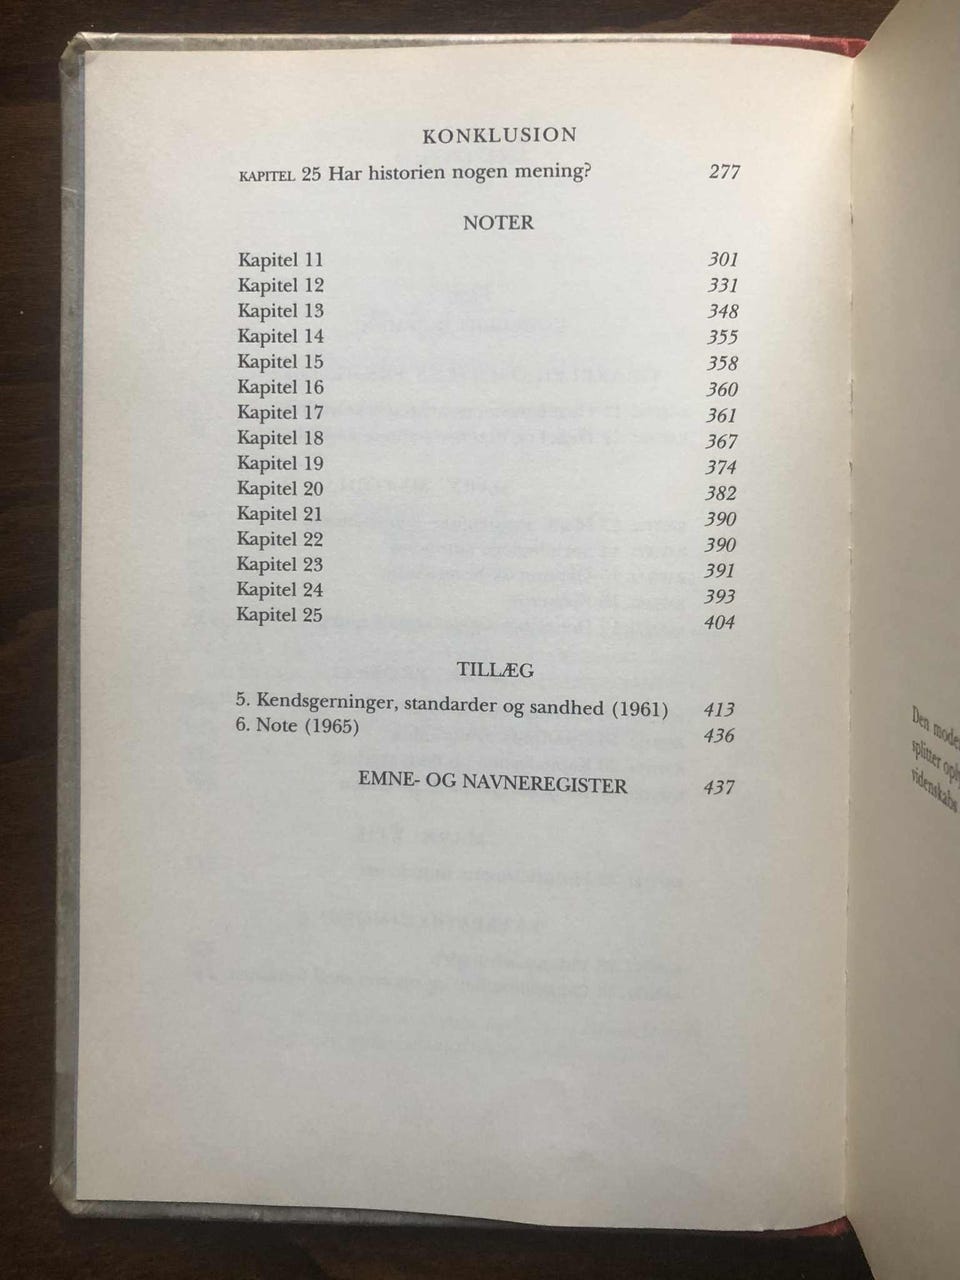 KONKLUSION
KAPITEL 25 Har historien nogen mening? 277
NOTER
Kapitel 11 301
Kapitel 12 331
Kapitel 13 348
Kapitel 14 355
Kapitel 15 358
Kapitel 16 360
Kapitel 17 361
Kapitel 18 367
Kapitel 19 374
Kapitel 20 382
Kapitel 21 390
Kapitel 22 390
Kapitel 23 391
Kapitel 24 393
Kapitel 25 404
TILLÆG
5. Kendsgerninger, standarder og sandhed (1961) 413
6. Note (1965) 436
EMNE- OG NAVNEREGISTER 437
Den
splitter
videnskabs